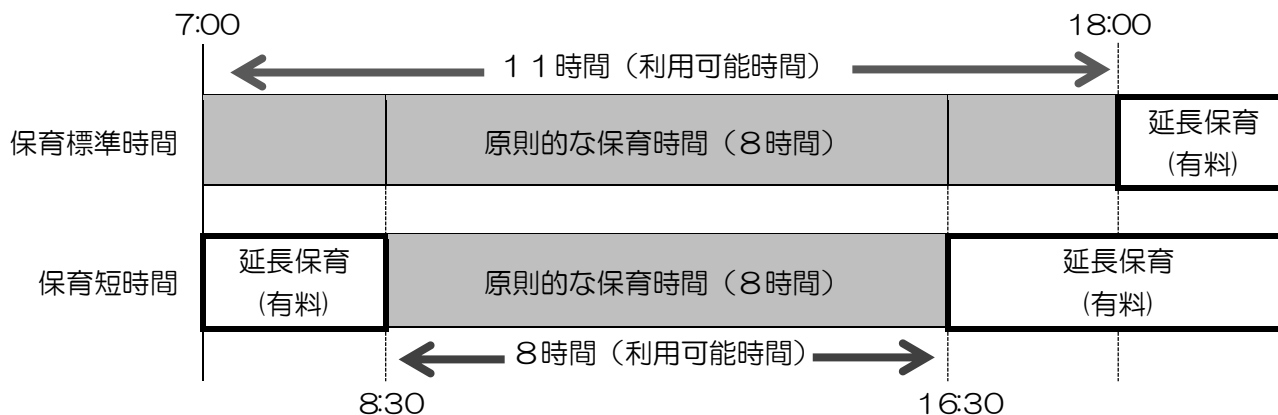 7:00
18:00
11時間（利用可能時間）
保育標準時間
原則的な保育時間（8時間）
延長保育
(有料)
保育短時間
延長保育
(有料)
原則的な保育時間（8時間）
延長保育
(有料)
8時間（利用可能時間）
8:30
16:30